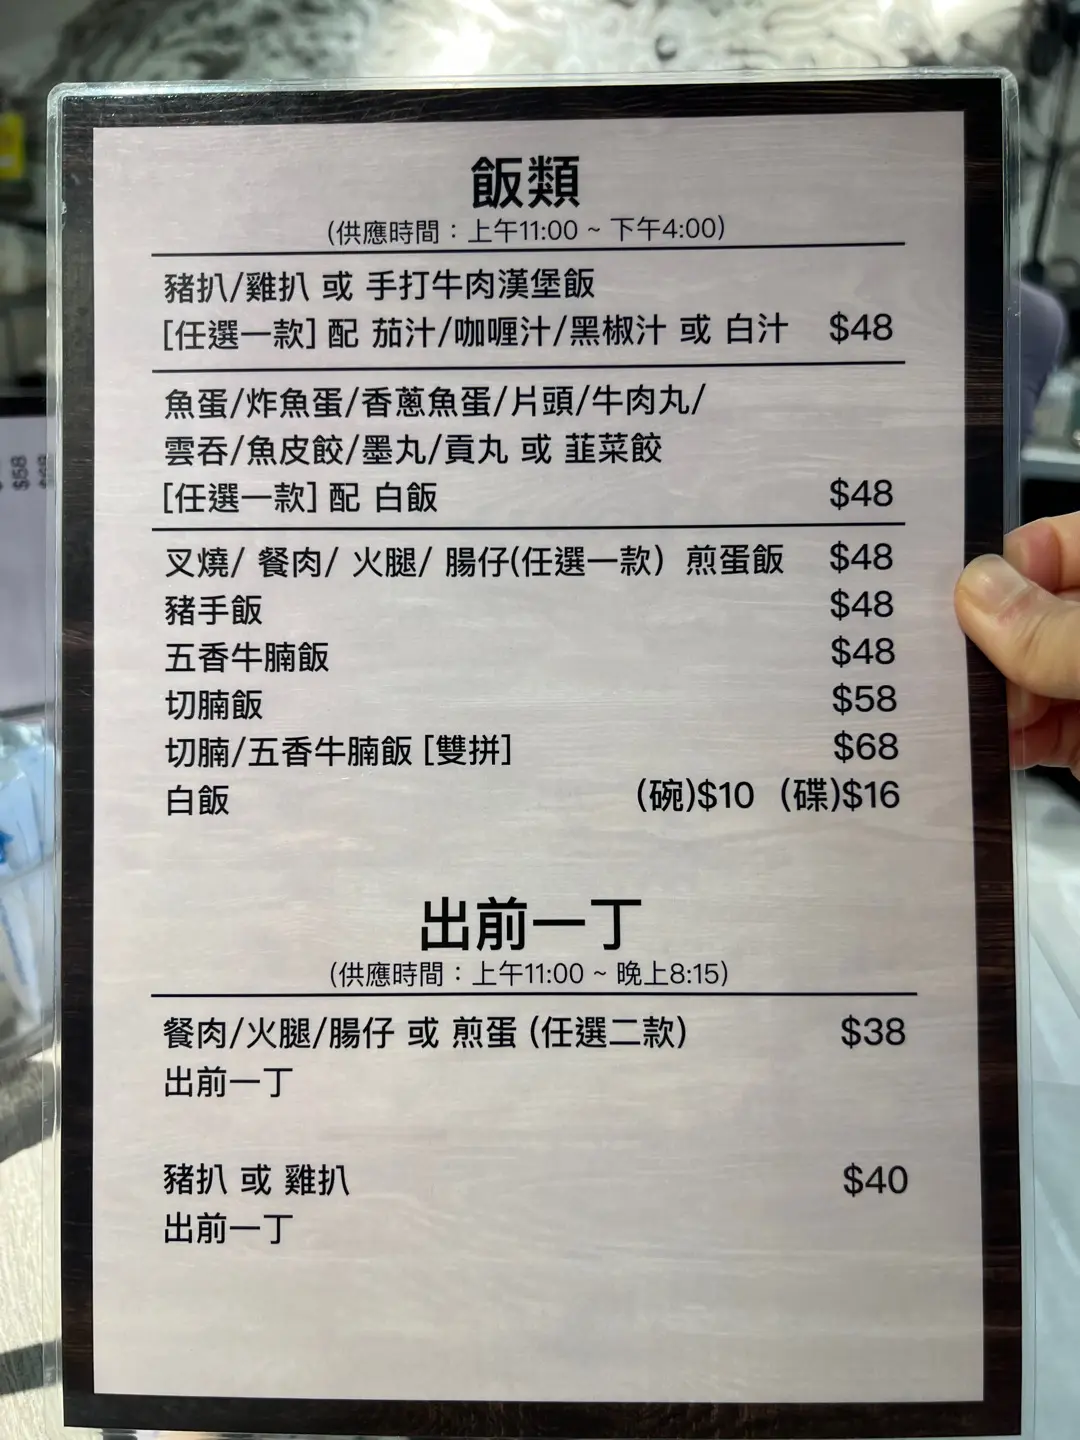 飯類
(供應時間：上午11:00 ~ 下午4:00)
豬扒/雞扒 或 手打牛肉漢堡飯
[任選一款] 配 茄汁/咖喱汁/黑椒汁 或 白汁 $48
魚蛋/炸魚蛋/香蔥魚蛋/片頭/牛肉丸/
雲吞/魚皮餃/墨丸/貢丸 或 韮菜餃
[任選一款] 配 白飯 $48
叉燒/ 餐肉/ 火腿/ 腸仔(任選一款) 煎蛋飯 $48
豬手飯 $48
五香牛腩飯 $48
切腩飯 $58
切腩/五香牛腩飯 [雙拼] $68
白飯 (碗)$10 (碟)$16
出前一丁
(供應時間：上午11:00 ~ 晚上8:15)
餐肉/火腿/腸仔 或 煎蛋 (任選二款) $38
出前一丁
豬扒 或 雞扒 $40
出前一丁
$58